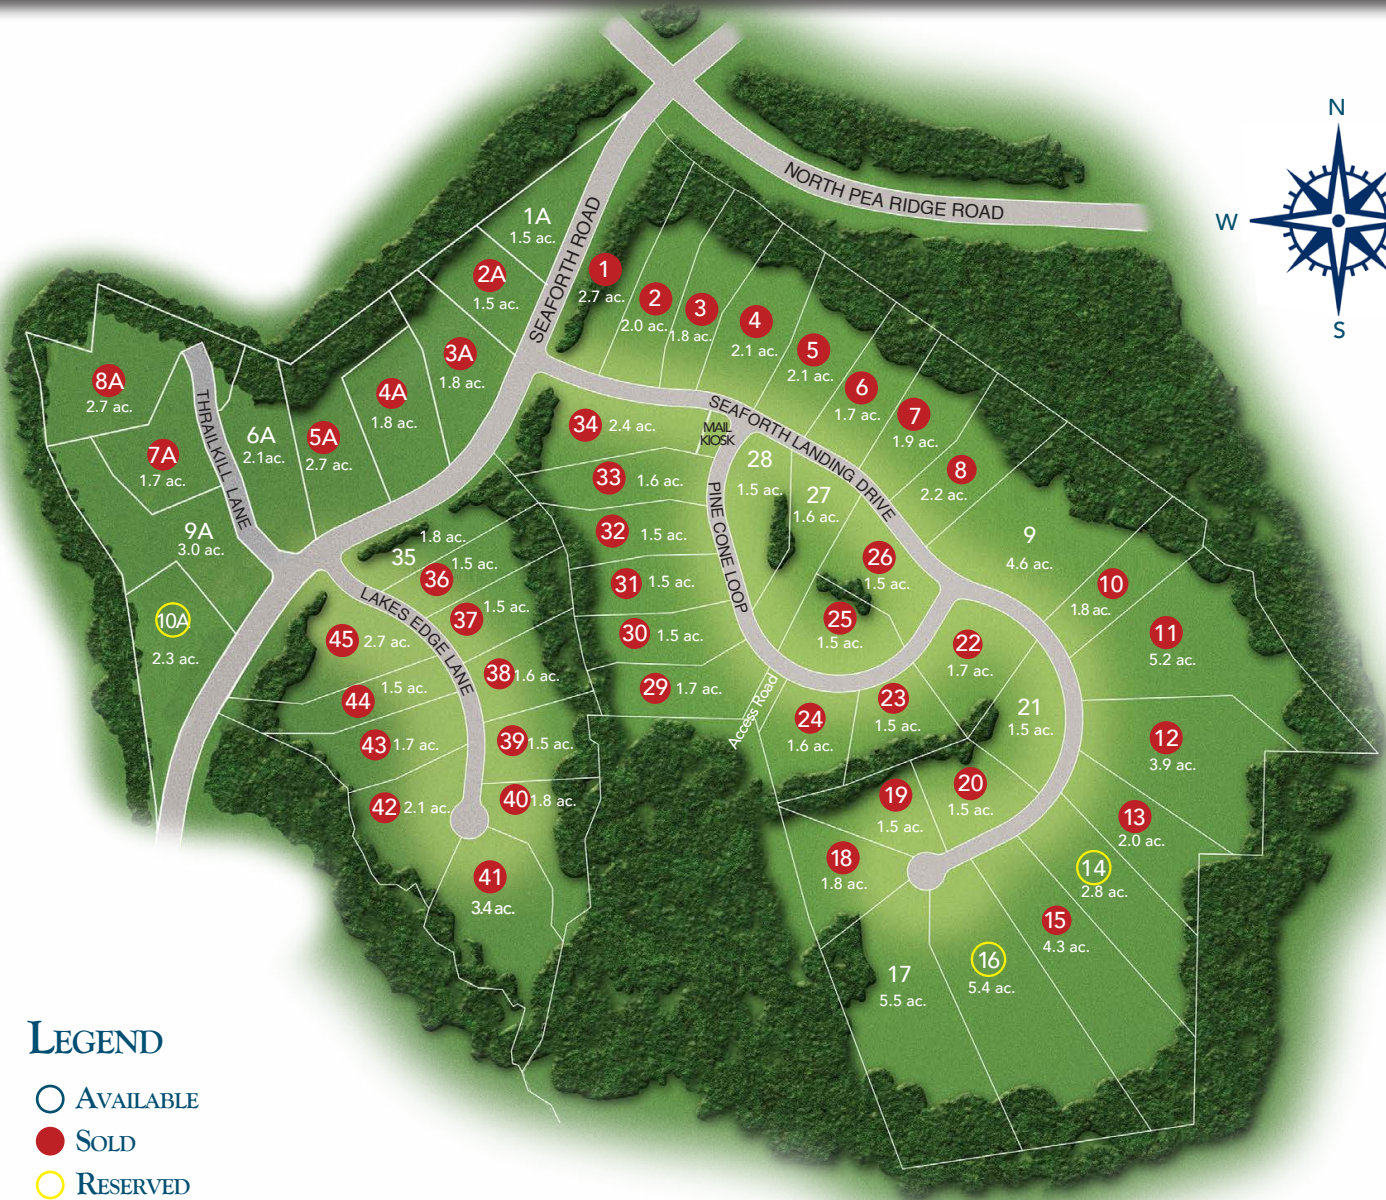 N
W
S
NORTH PEA RIDGE ROAD
SEAFORTH ROAD
1A
1.5 ac.
2A
1.5 ac.
3A
1.8 ac.
4A
1.8 ac.
5A
2.7 ac.
6A
2.1ac.
THRAILKILL LANE
8A
2.7 ac.
7A
1.7 ac.
9A
3.0 ac.
10A
2.3 ac.
1
2.7 ac.
2
2.0 ac.
3
1.8 ac.
4
2.1 ac.
5
2.1 ac.
6
1.7 ac.
7
1.9 ac.
8
2.2 ac.
9
4.6 ac.
10
1.8 ac.
11
5.2 ac.
12
3.9 ac.
13
2.0 ac.
14
2.8 ac.
15
4.3 ac.
16
5.4 ac.
17
5.5 ac.
18
1.8 ac.
19
1.5 ac.
20
1.5 ac.
21
1.5 ac.
22
1.7 ac.
23
1.5 ac.
24
1.6 ac.
25
1.5 ac.
26
1.5 ac.
27
1.6 ac.
28
1.5 ac.
SEAFORTH LANDING DRIVE
MAIL
KIOSK
PINE CONE LOOP
Access Road
34 2.4 ac.
33 1.6 ac.
32 1.5 ac.
31 1.5 ac.
30 1.5 ac.
29 1.7 ac.
1.8 ac.
35
1.5 ac.
36
1.5 ac.
37
38 1.6 ac.
39 1.5 ac.
40 1.8 ac.
41
3.4 ac.
42 2.1 ac.
43 1.7 ac.
1.5 ac.
44
45 2.7 ac.
LAKES EDGE LANE
LEGEND
AVAILABLE
SOLD
RESERVED